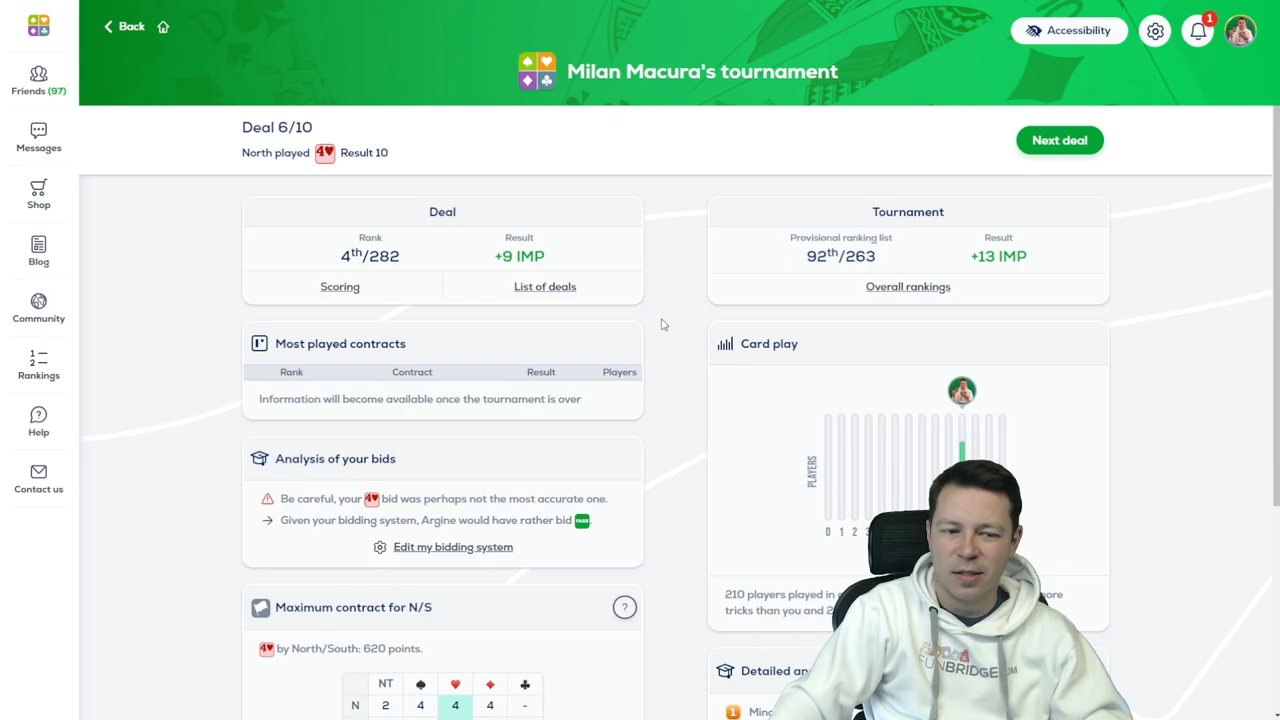 Back
Accessibility
1
Milan Macura's tournament
Friends (97)
Messages
Shop
Blog
Community
Rankings
Help
Contact us
Deal 6/10
North played 4♥ Result 10
Next deal
Deal
Rank
Result
4th/282
+9 IMP
Scoring
List of deals
Tournament
Provisional ranking list
Result
92th/263
+13 IMP
Overall rankings
Most played contracts
Rank Contract Result Players
Information will become available once the tournament is over
Card play
PLAYERS
0 1 2
Analysis of your bids
Be careful, your 4♥ bid was perhaps not the most accurate one.
Given your bidding system, Argine would have rather bid PASS.
Edit my bidding system
210 players played in
tricks than you and 2
Maximum contract for N/S
?
4♥ by North/South: 620 points.
NT ♠ ♥ ♦ ♣
N 2 4 4 4 -
Detailed an
1
FUNBRIDGE.COM